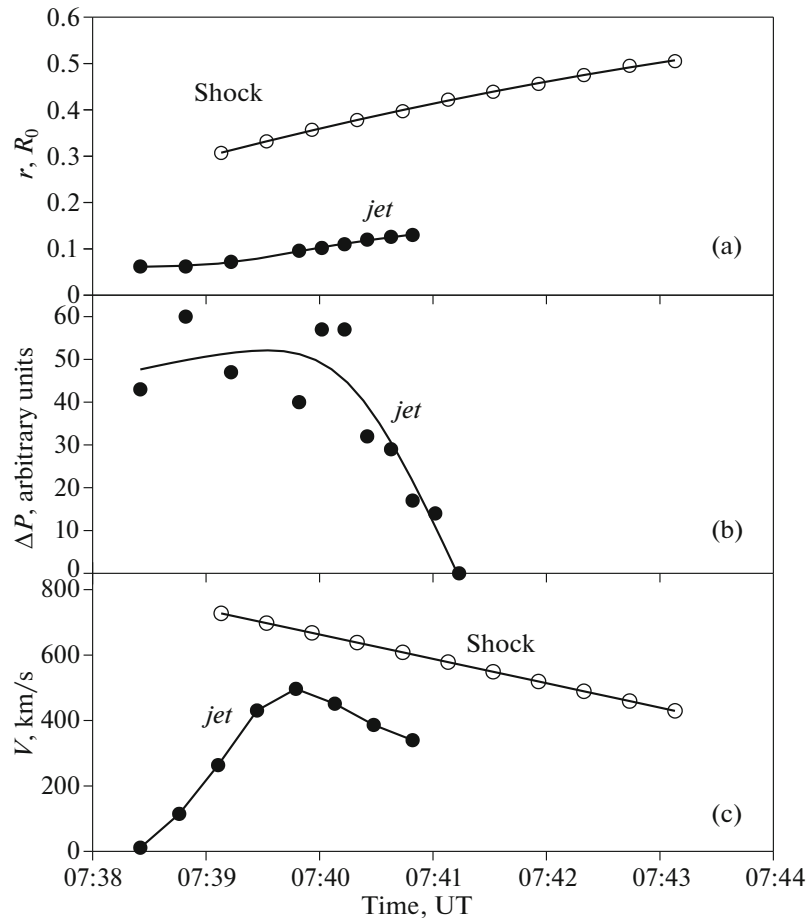 0.6
0.5
0.4
0.3
0.2
0.1
0
r, R₀
Shock
jet
(a)
60
50
40
30
20
10
0
ΔP, arbitrary units
jet
(b)
800
600
400
200
0
V, km/s
Shock
jet
(c)
07:38 07:39 07:40 07:41 07:42 07:43 07:44
Time, UT